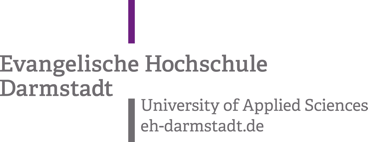 Evangelische Hochschule
Darmstadt
University of Applied Sciences
eh-darmstadt.de